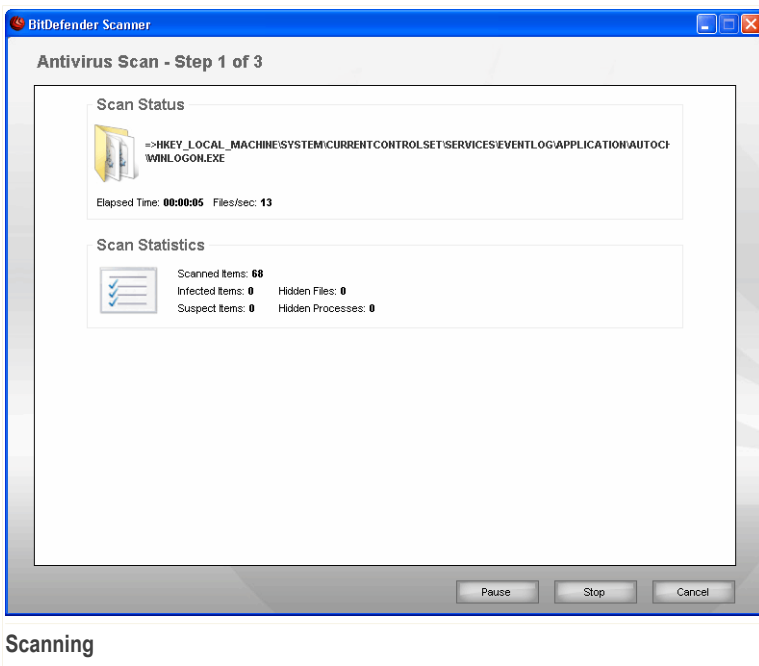 BitDefender Scanner
Antivirus Scan - Step 1 of 3
Scan Status
=>HKEY_LOCAL_MACHINE\SYSTEM\CURRENTCONTROLSET\SERVICES\EVENTLOG\APPLICATION\AUTOCH
\WINLOGON.EXE
Elapsed Time: 00:00:05 Files/sec: 13
Scan Statistics
Scanned Items: 68
Infected Items: 0 Hidden Files: 0
Suspect Items: 0 Hidden Processes: 0
Pause Stop Cancel
Scanning